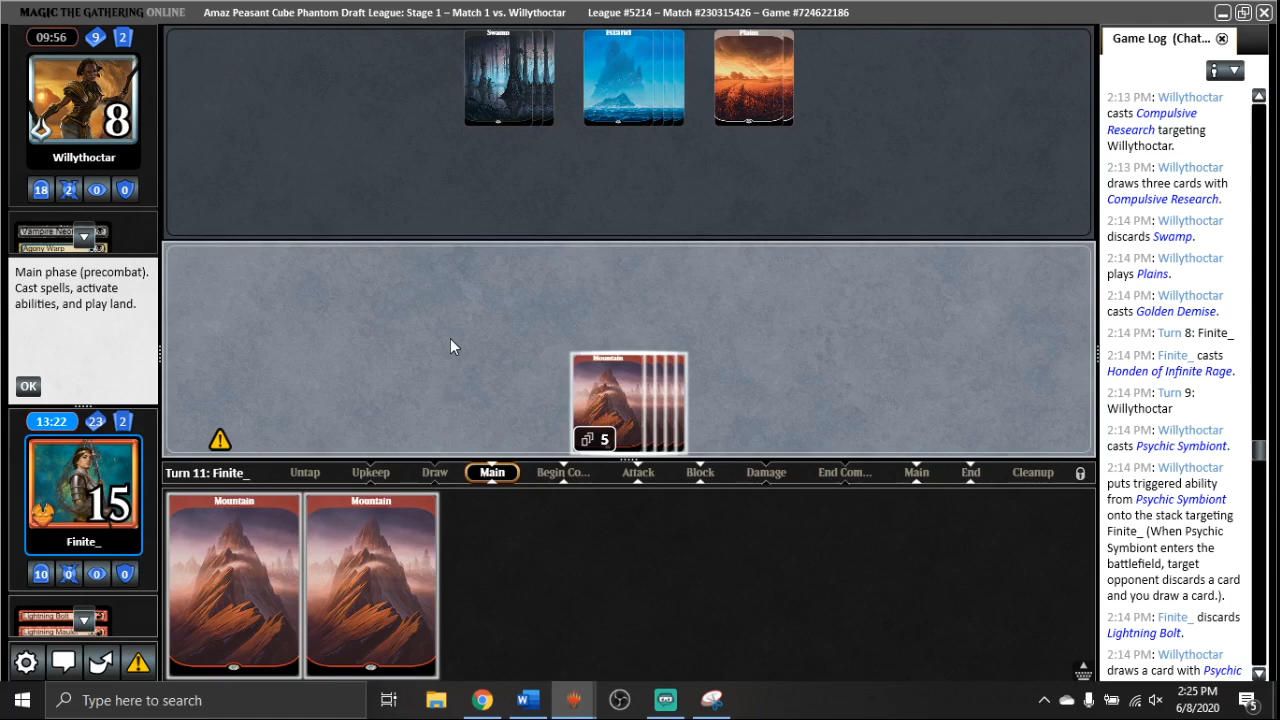 MAGIC THE GATHERING ONLINE
Amaz Peasant Cube Phantom Draft League: Stage 1 – Match 1 vs. Willythoctar
League #5214 – Match #230315426 – Game #724622186
09:56
9
2
8
Willythoctar
18
2
0
0
Agony Warp
Main phase (precombat).
Cast spells, activate
abilities, and play land.
OK
13:22
23
2
15
Finite_
10
0
0
0
Lightning Bolt
Swamp
Island
Plains
Mountain
5
Turn 11: Finite_
Untap
Upkeep
Draw
Main
Begin Co...
Attack
Block
Damage
End Com...
Main
End
Cleanup
Mountain
Mountain
Game Log (Chat...
2:13 PM: Willythoctar
casts Compulsive
Research targeting
Willythoctar.
2:13 PM: Willythoctar
draws three cards with
Compulsive Research.
2:14 PM: Willythoctar
discards Swamp.
2:14 PM: Willythoctar
plays Plains.
2:14 PM: Willythoctar
casts Golden Demise.
2:14 PM: Turn 8: Finite_
2:14 PM: Finite_ casts
Honden of Infinite Rage.
2:14 PM: Turn 9:
Willythoctar
2:14 PM: Willythoctar
casts Psychic Symbiont.
2:14 PM: Willythoctar
puts triggered ability
from Psychic Symbiont
onto the stack targeting
Finite_ (When Psychic
Symbiont enters the
battlefield, target
opponent discards a card
and you draw a card.).
2:14 PM: Finite_ discards
Lightning Bolt.
2:14 PM: Willythoctar
draws a card with Psychic
Type here to search
2:25 PM
6/8/2020
5